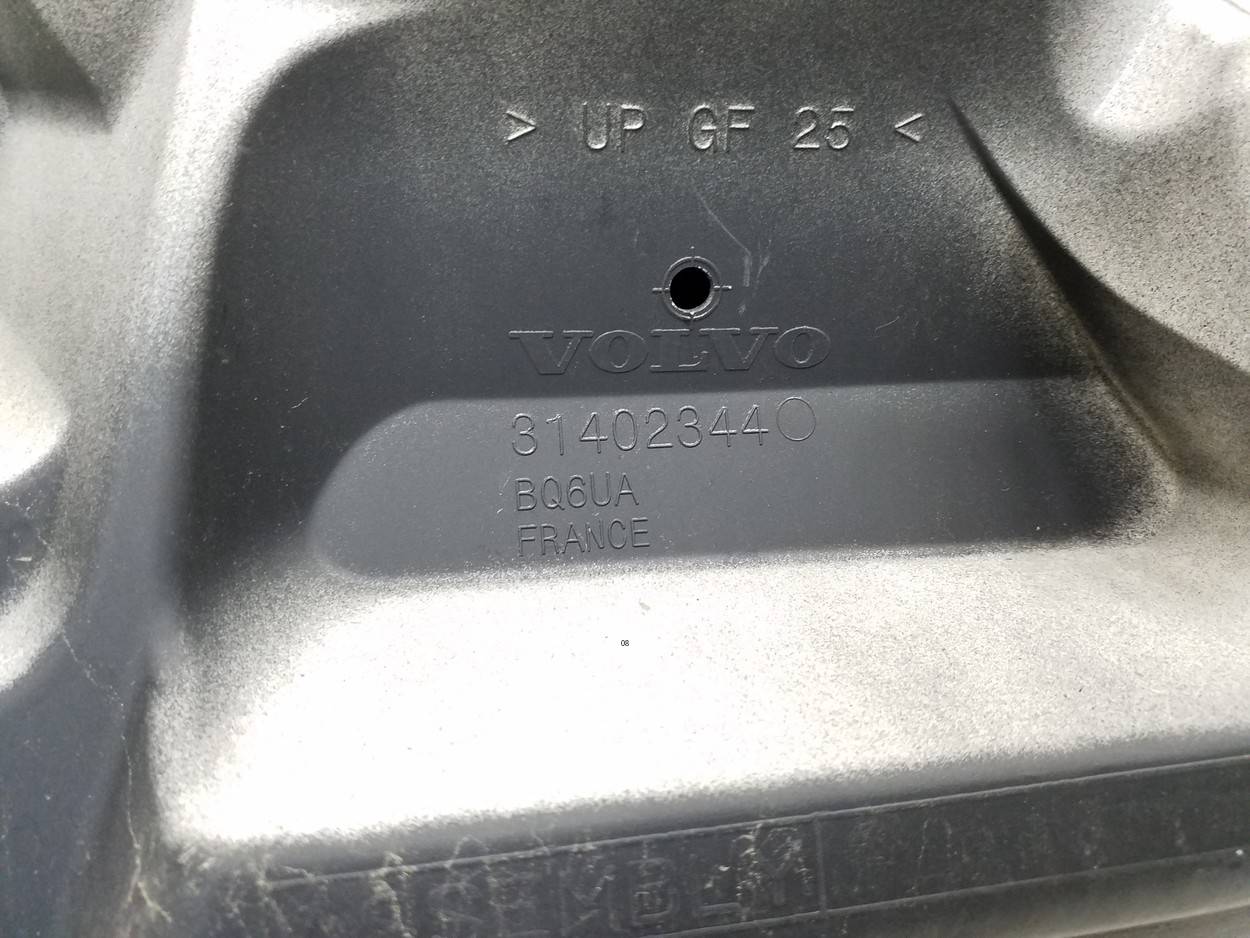 > UP GF 25 <
VOLVO
31402344
BQ6UA
FRANCE
08